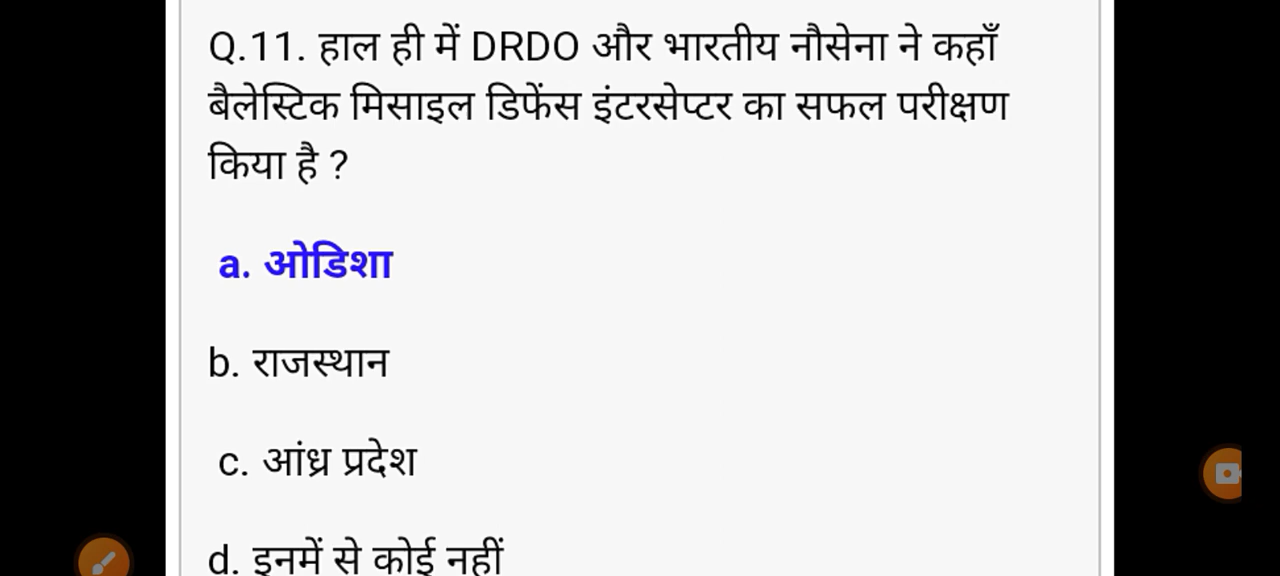 Q.11. हाल ही में DRDO और भारतीय नौसेना ने कहाँ
बैलेस्टिक मिसाइल डिफेंस इंटरसेप्टर का सफल परीक्षण
किया है ?
a. ओडिशा
b. राजस्थान
c. आंध्र प्रदेश
d. इनमें से कोई नहीं